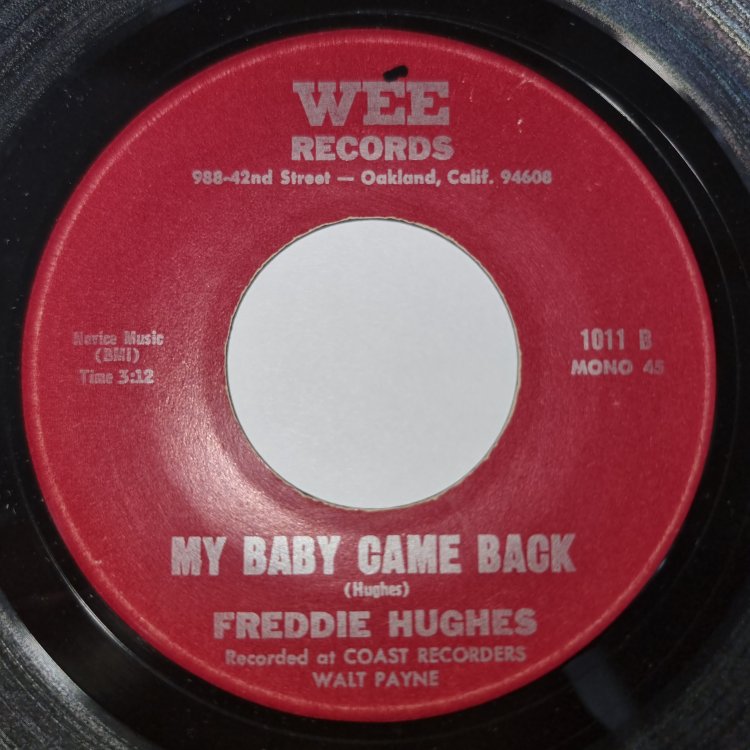 WEE
RECORDS
988-42nd Street — Oakland, Calif. 94608
Novice Music
(BMI)
Time 3:12
1011 B
MONO 45
MY BABY CAME BACK
(Hughes)
FREDDIE HUGHES
Recorded at COAST RECORDERS
WALT PAYNE